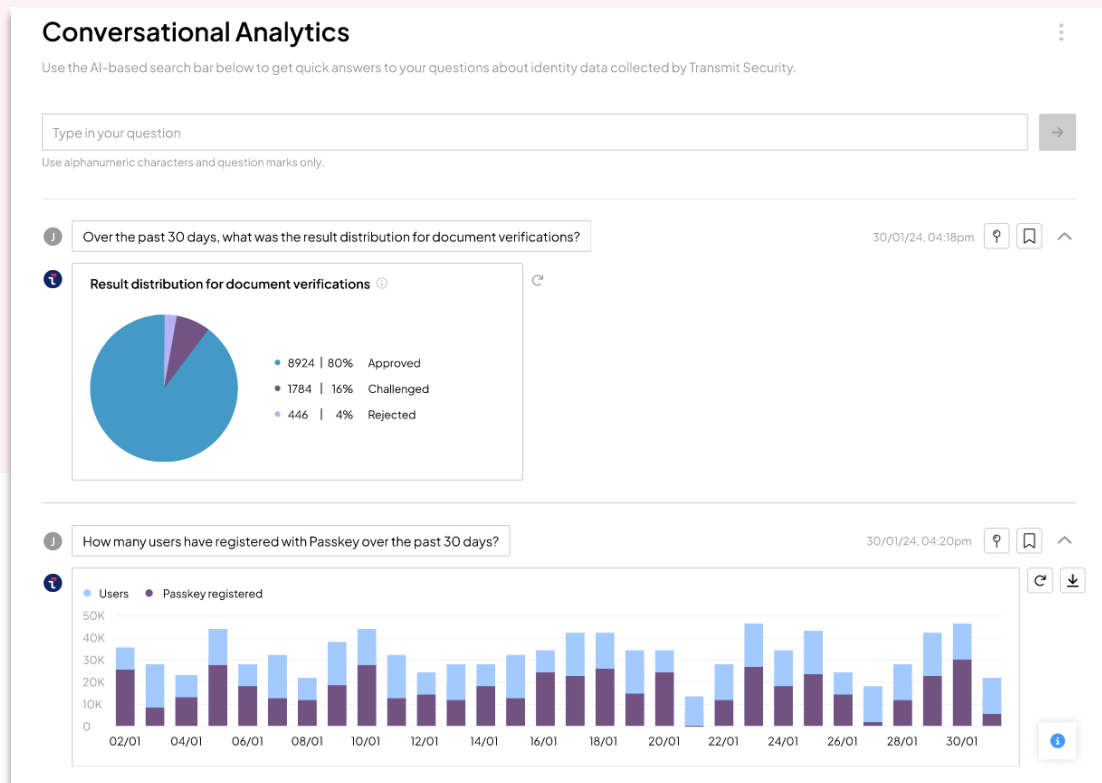 Conversational Analytics
Use the AI-based search bar below to get quick answers to your questions about identity data collected by Transmit Security.
Type in your question
Use alphanumeric characters and question marks only.
J Over the past 30 days, what was the result distribution for document verifications? 30/01/24, 04:18pm
Result distribution for document verifications
8924 | 80% Approved
1784 | 16% Challenged
446 | 4% Rejected
J How many users have registered with Passkey over the past 30 days? 30/01/24, 04:20pm
Users Passkey registered
50K
40K
30K
20K
10K
0
02/01 04/01 06/01 08/01 10/01 12/01 14/01 16/01 18/01 20/01 22/01 24/01 26/01 28/01 30/01